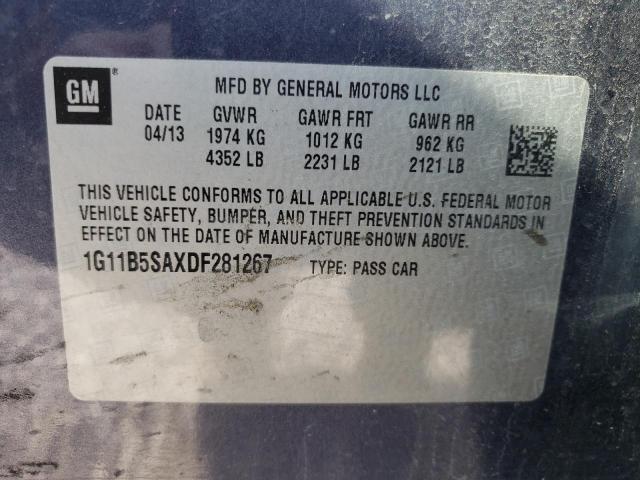 GM®
MFD BY GENERAL MOTORS LLC
DATE GVWR GAWR FRT GAWR RR
04/13 1974 KG 1012 KG 962 KG
4352 LB 2231 LB 2121 LB
THIS VEHICLE CONFORMS TO ALL APPLICABLE U.S. FEDERAL MOTOR
VEHICLE SAFETY, BUMPER, AND THEFT PREVENTION STANDARDS IN
EFFECT ON THE DATE OF MANUFACTURE SHOWN ABOVE.
1G11B5SAXDF281267 TYPE: PASS CAR